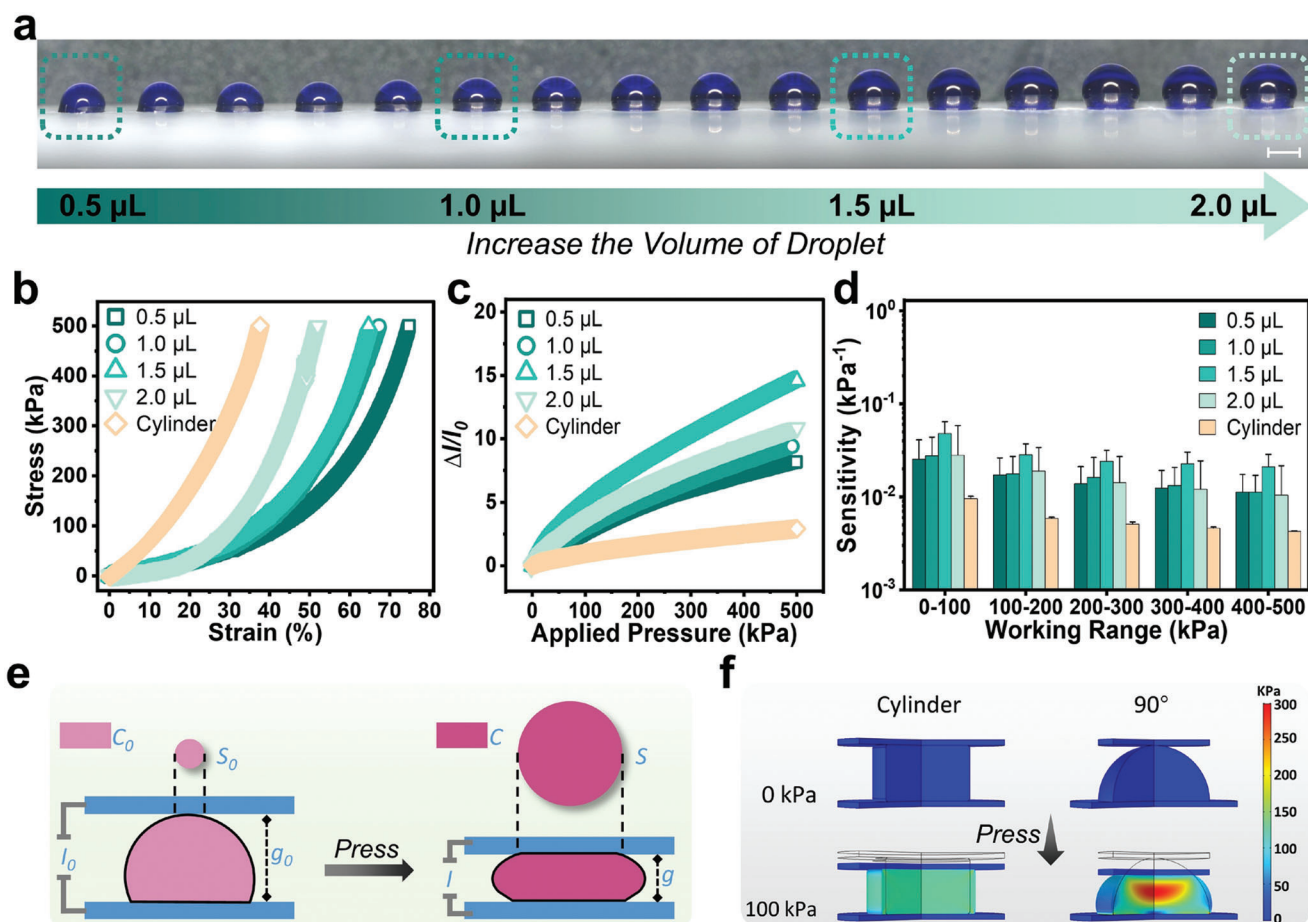 a
0.5 μL 1.0 μL 1.5 μL 2.0 μL
Increase the Volume of Droplet
b
Stress (kPa)
500
400
300
200
100
0
0 10 20 30 40 50 60 70 80
Strain (%)
0.5 μL
1.0 μL
1.5 μL
2.0 μL
Cylinder
c
ΔI/I0
20
15
10
5
0
0 100 200 300 400 500
Applied Pressure (kPa)
0.5 μL
1.0 μL
1.5 μL
2.0 μL
Cylinder
d
Sensitivity (kPa-1)
100
10-1
10-2
10-3
0-100 100-200 200-300 300-400 400-500
Working Range (kPa)
0.5 μL
1.0 μL
1.5 μL
2.0 μL
Cylinder
e
C0
S0
I0
g0
Press
C
S
I
g
f
Cylinder 90°
0 kPa
Press
100 kPa
KPa
300
250
200
150
100
50
0